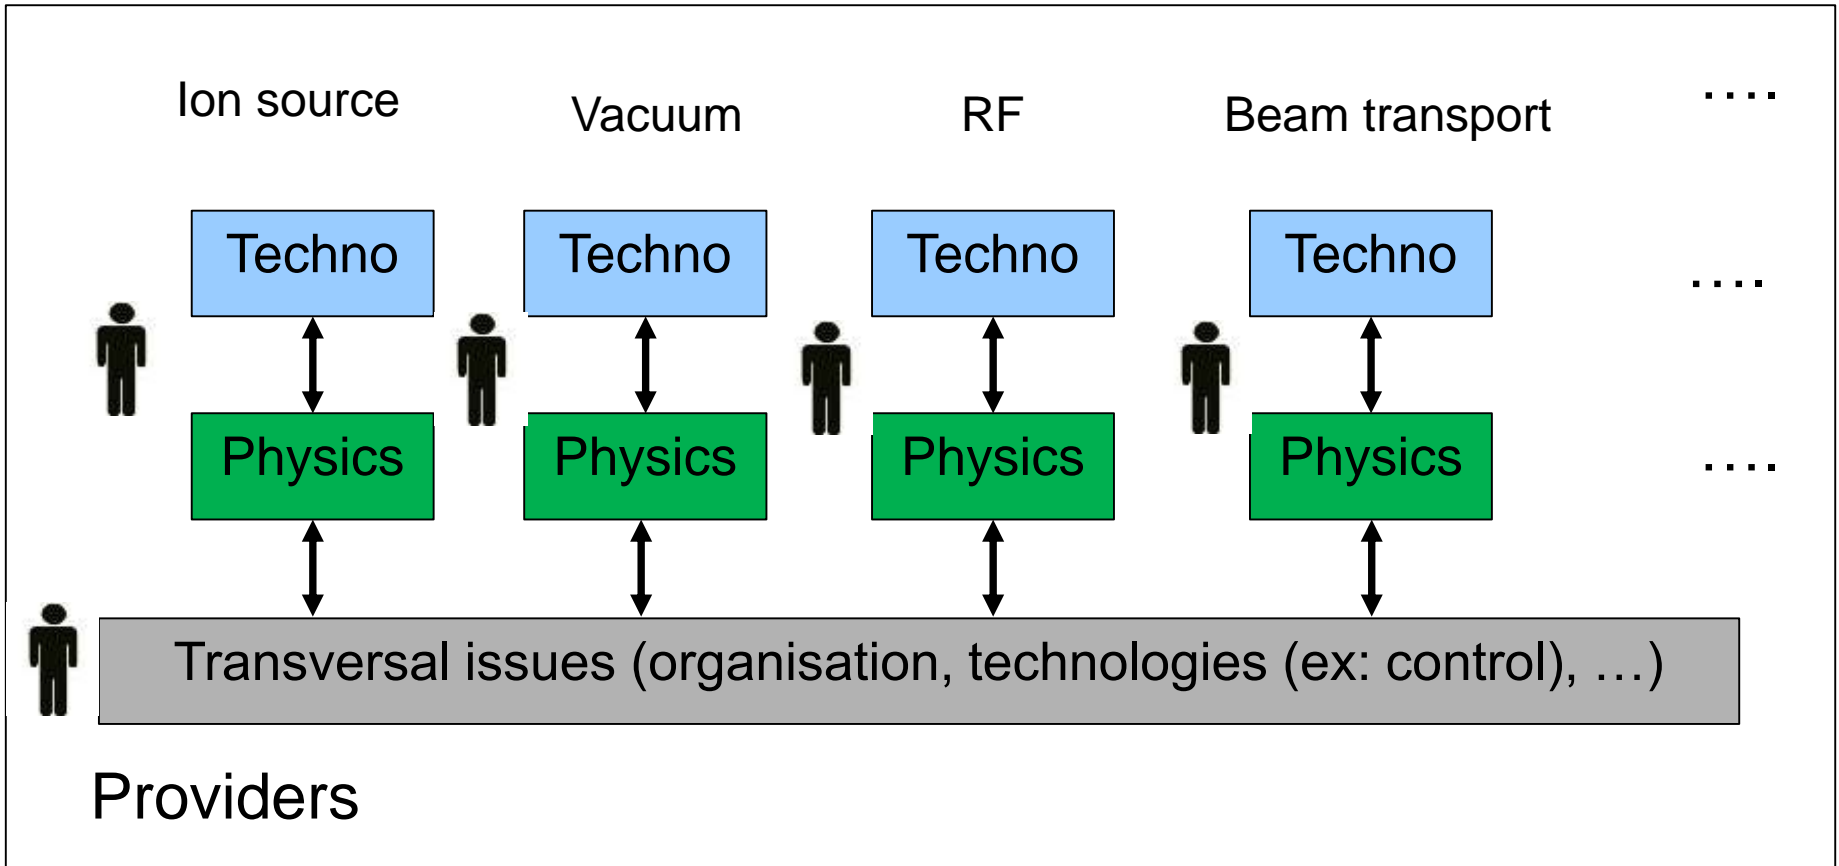 Ion source
Vacuum
RF
Beam transport
....
Techno
Techno
Techno
Techno
....
Physics
Physics
Physics
Physics
....
Transversal issues (organisation, technologies (ex: control), …)
Providers